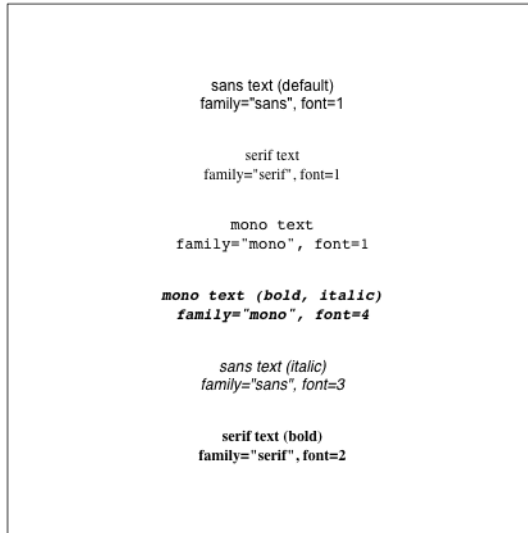 sans text (default)
family="sans", font=1
serif text
family="serif", font=1
mono text
family="mono", font=1
mono text (bold, italic)
family="mono", font=4
sans text (italic)
family="sans", font=3
serif text (bold)
family="serif", font=2